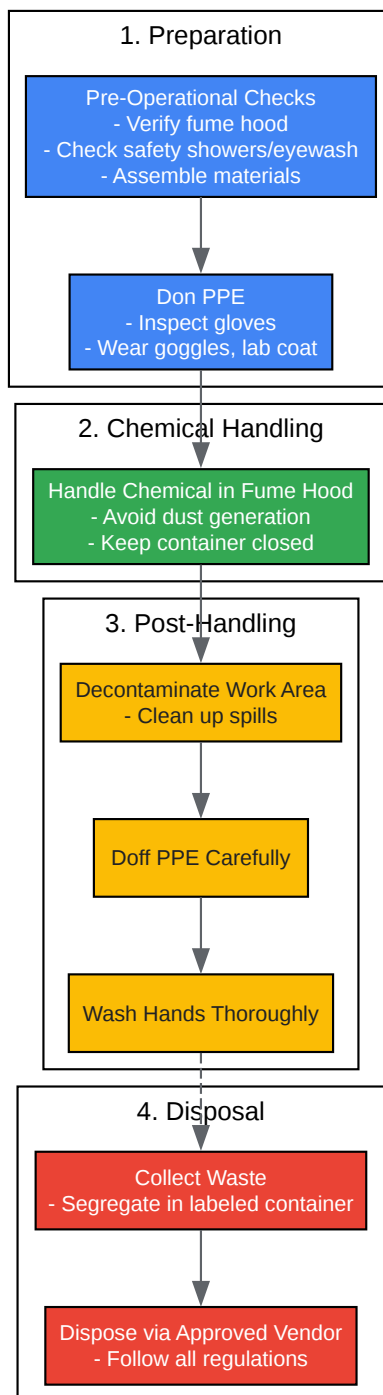 1. Preparation
Pre-Operational Checks
- Verify fume hood
- Check safety showers/eyewash
- Assemble materials
Don PPE
- Inspect gloves
- Wear goggles, lab coat
2. Chemical Handling
Handle Chemical in Fume Hood
- Avoid dust generation
- Keep container closed
3. Post-Handling
Decontaminate Work Area
- Clean up spills
Doff PPE Carefully
Wash Hands Thoroughly
4. Disposal
Collect Waste
- Segregate in labeled container
Dispose via Approved Vendor
- Follow all regulations